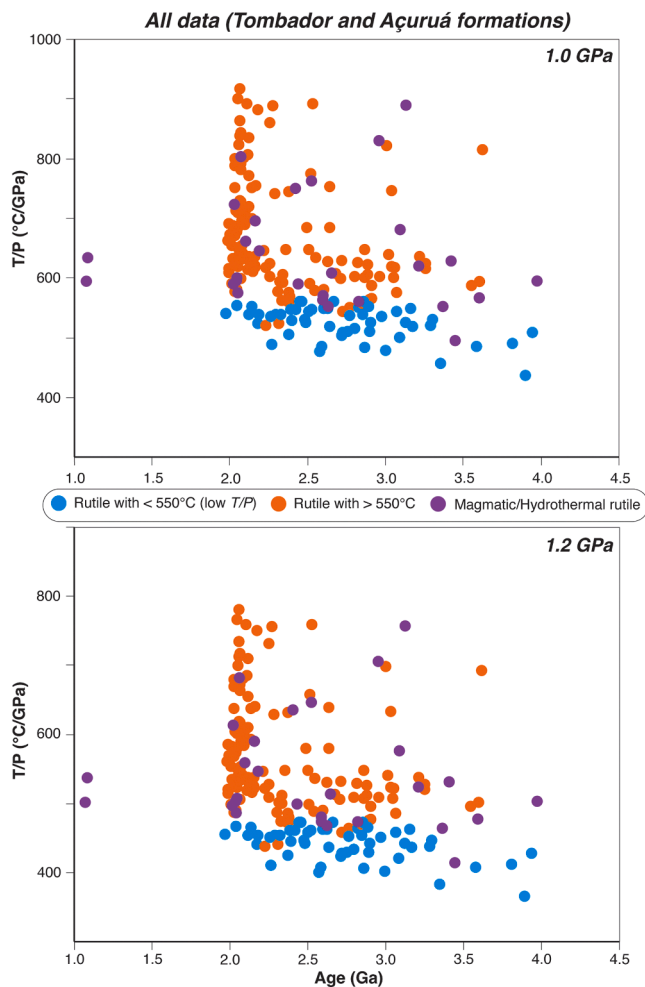 All data (Tombador and Açuruá formations)
1000
1.0 GPa
800
T/P (°C/GPa)
600
400
1.0 1.5 2.0 2.5 3.0 3.5 4.0 4.5
Rutile with < 550°C (low T/P) Rutile with > 550°C Magmatic/Hydrothermal rutile
1.2 GPa
800
T/P (°C/GPa)
600
400
1.0 1.5 2.0 2.5 3.0 3.5 4.0 4.5
Age (Ga)